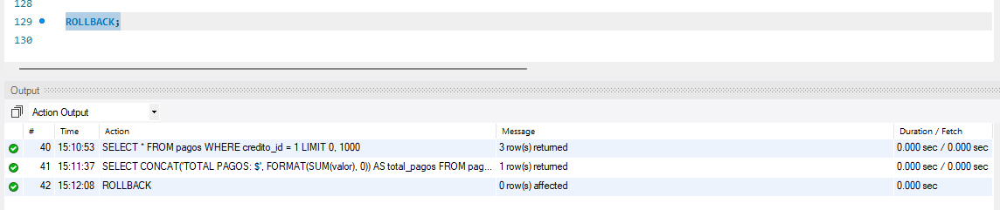 128
129 ROLLBACK;
130
Output
Action Output
# Time Action Message Duration / Fetch
40 15:10:53 SELECT * FROM pagos WHERE credito_id = 1 LIMIT 0, 1000 3 row(s) returned 0.000 sec / 0.000 sec
41 15:11:37 SELECT CONCAT('TOTAL PAGOS: $', FORMAT(SUM(valor), 0)) AS total_pagos FROM pag... 1 row(s) returned 0.000 sec / 0.000 sec
42 15:12:08 ROLLBACK 0 row(s) affected 0.000 sec